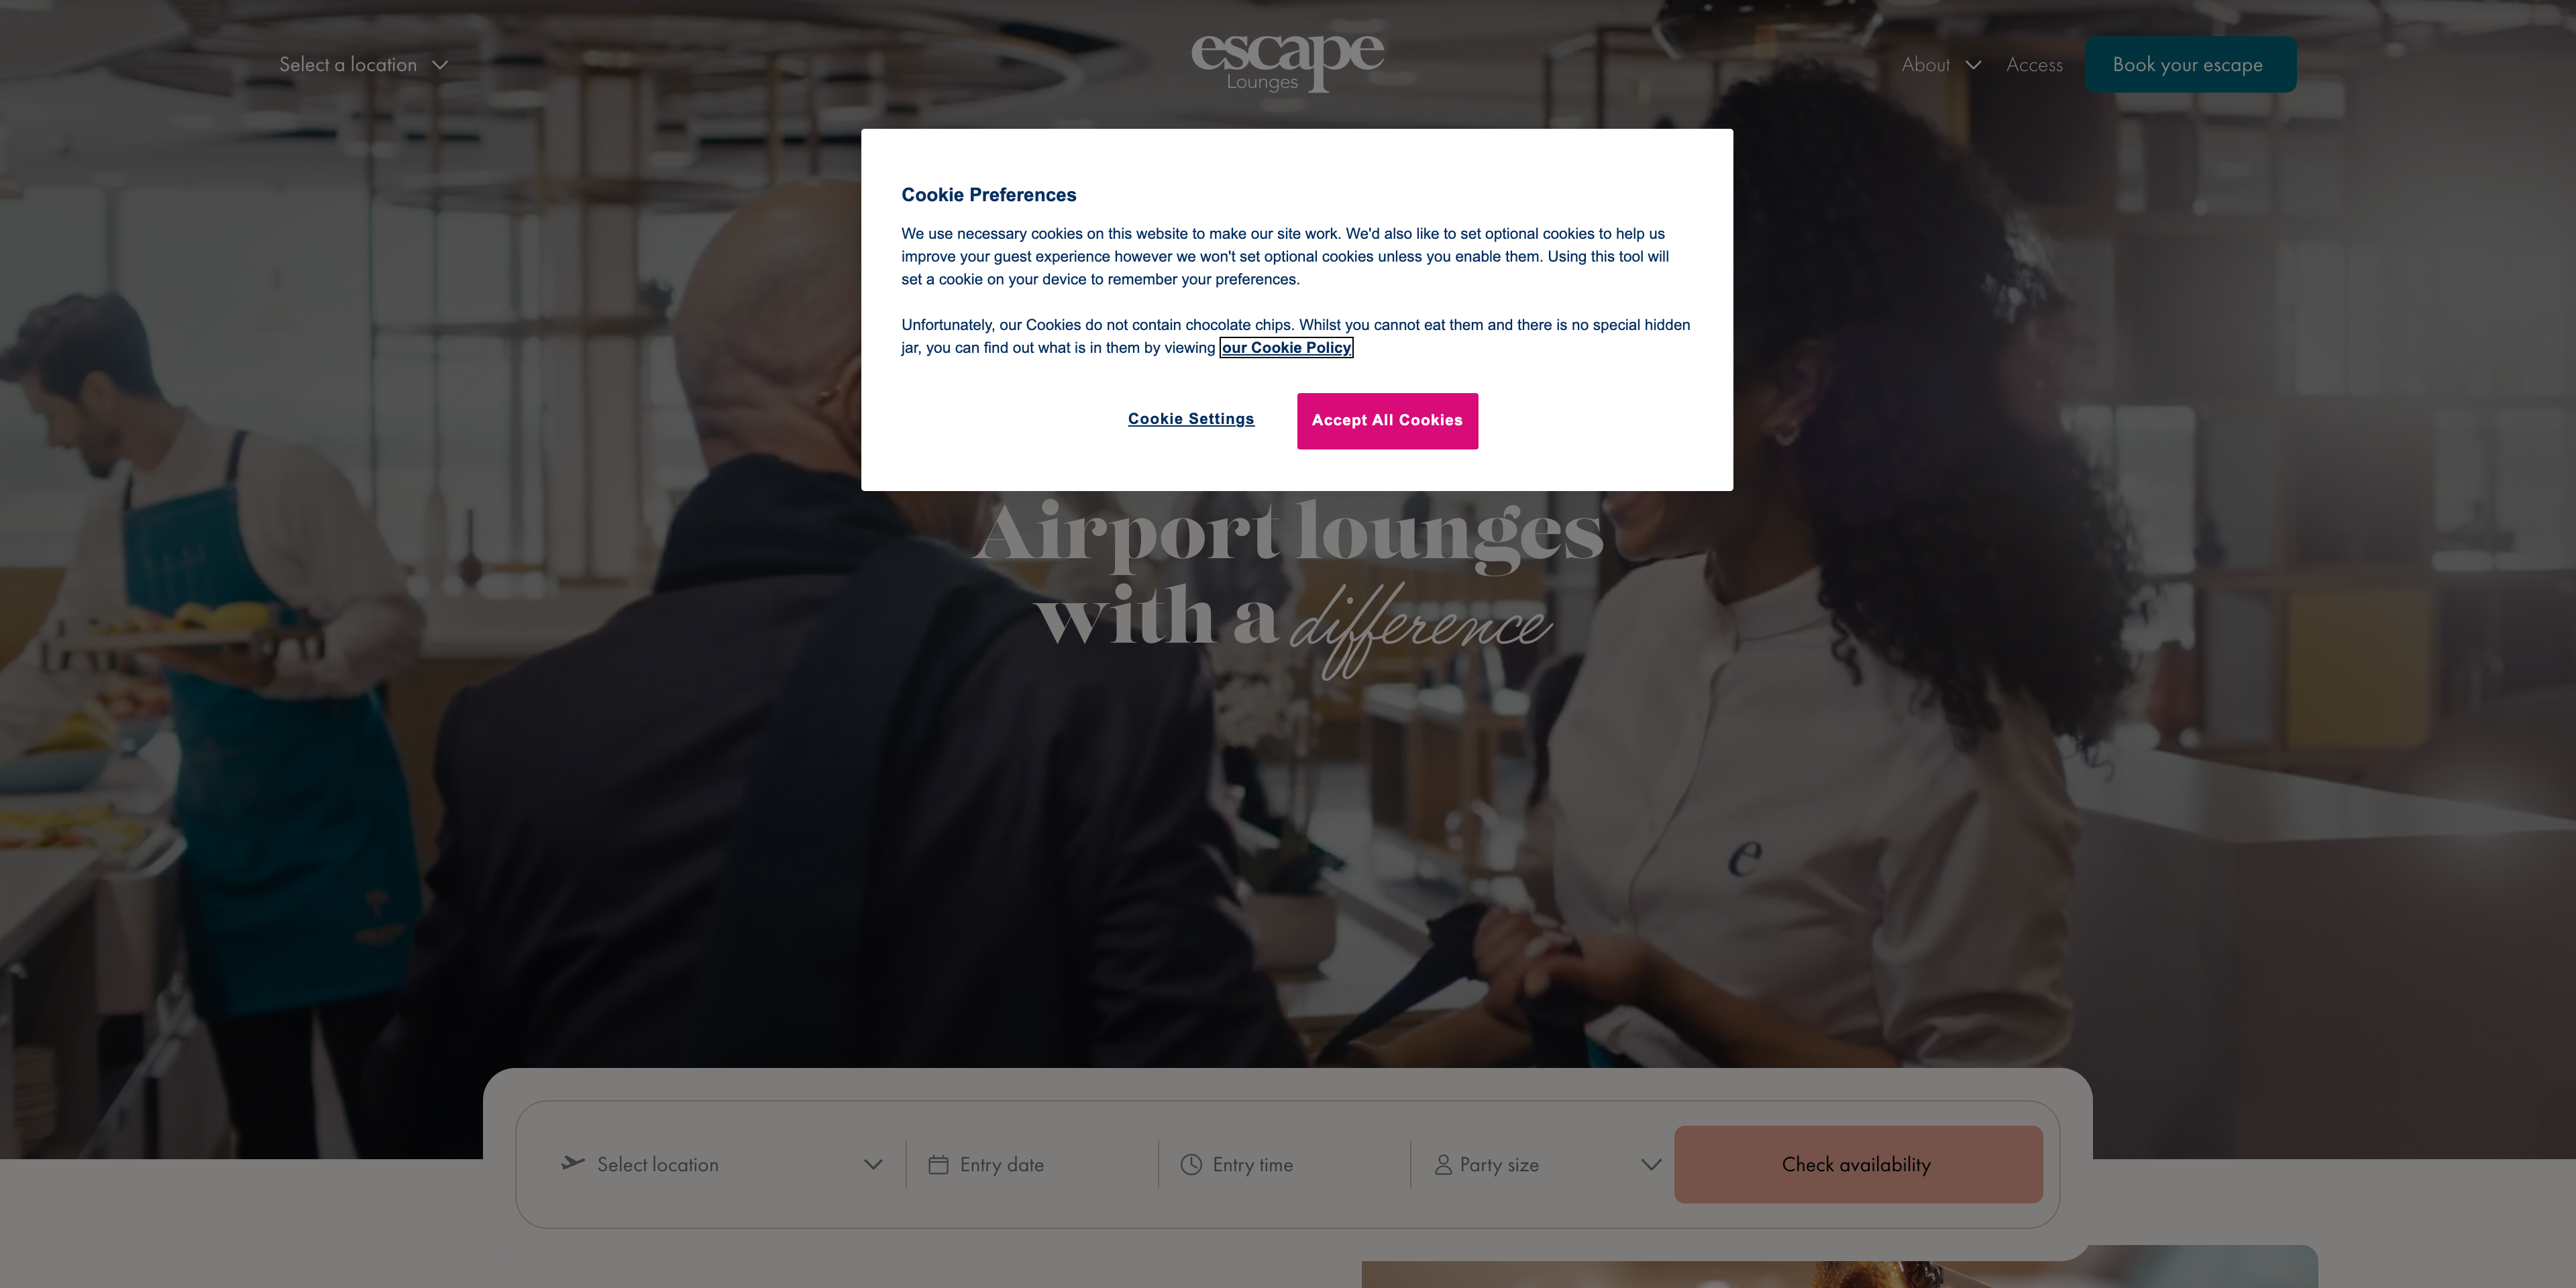 Select a location
escape
Lounges
About
Access
Book your escape
Cookie Preferences
We use necessary cookies on this website to make our site work. We'd also like to set optional cookies to help us
improve your guest experience however we won't set optional cookies unless you enable them. Using this tool will
set a cookie on your device to remember your preferences.
Unfortunately, our Cookies do not contain chocolate chips. Whilst you cannot eat them and there is no special hidden
jar, you can find out what is in them by viewing our Cookie Policy
Cookie Settings
Accept All Cookies
Airport lounges
with a difference
e
Select location
Entry date
Entry time
Party size
Check availability